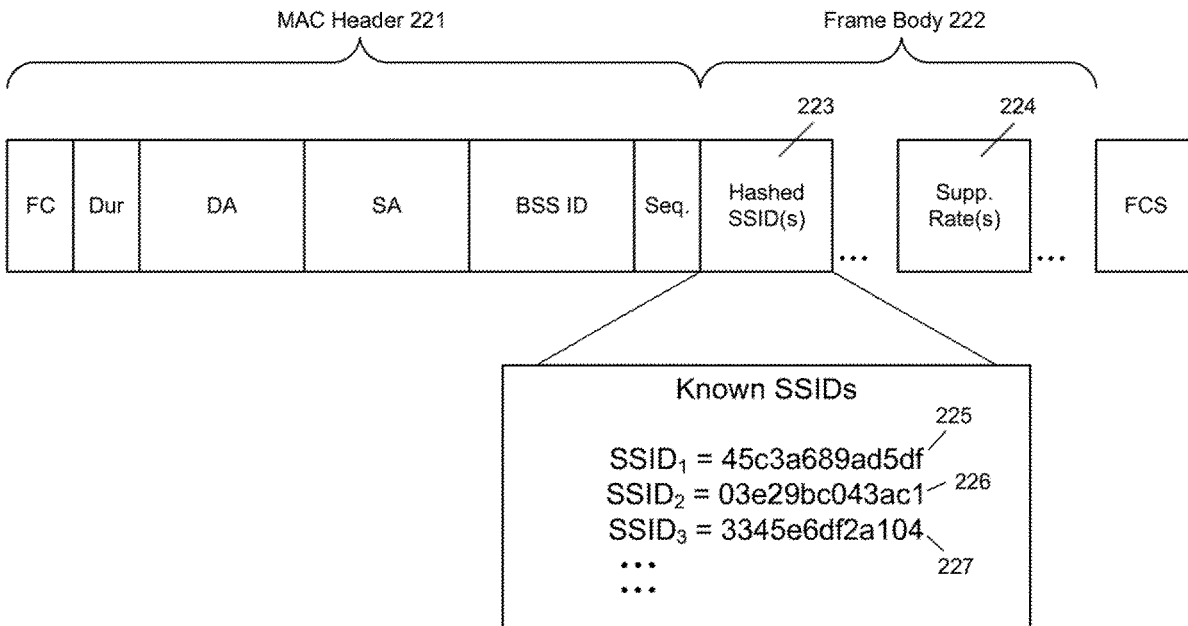 MAC Header 221
Frame Body 222
223
224
FC
Dur
DA
SA
BSS ID
Seq.
Hashed
SSID(s)
...
Supp.
Rate(s)
...
FCS
Known SSIDs
225
SSID₁ = 45c3a689ad5df
SSID₂ = 03e29bc043ac1
226
SSID₃ = 3345e6df2a104
227
...
...